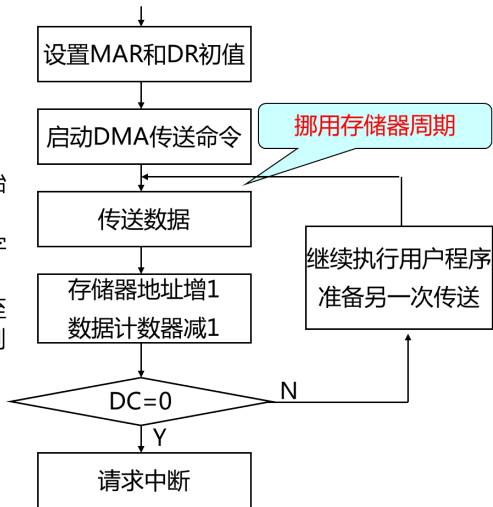 设置MAR和DR初值
启动DMA传送命令
挪用存储器周期
传送数据
继续执行用户程序
准备另一次传送
存储器地址增1
数据计数器减1
DC=0
N
Y
请求中断